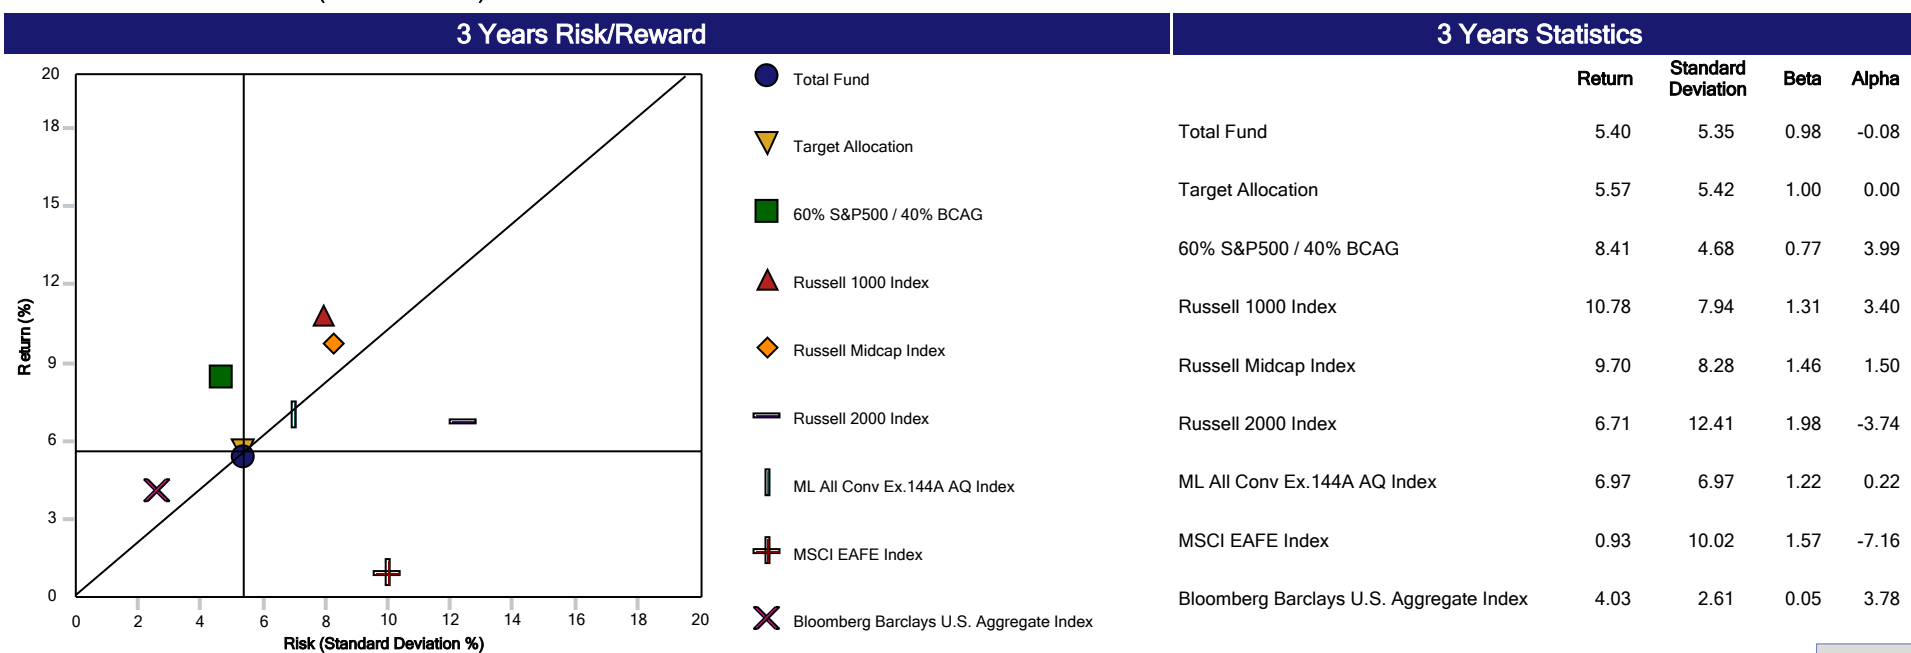 3 Years Risk/Reward
20
18
15
12
9
6
3
0
0 2 4 6 8 10 12 14 16 18 20
Return (%)
Risk (Standard Deviation %)
Total Fund
Target Allocation
60% S&P500 / 40% BCAG
Russell 1000 Index
Russell Midcap Index
Russell 2000 Index
ML All Conv Ex.144A AQ Index
MSCI EAFE Index
Bloomberg Barclays U.S. Aggregate Index
3 Years Statistics
Return Standard Deviation Beta Alpha
Total Fund 5.40 5.35 0.98 -0.08
Target Allocation 5.57 5.42 1.00 0.00
60% S&P500 / 40% BCAG 8.41 4.68 0.77 3.99
Russell 1000 Index 10.78 7.94 1.31 3.40
Russell Midcap Index 9.70 8.28 1.46 1.50
Russell 2000 Index 6.71 12.41 1.98 -3.74
ML All Conv Ex.144A AQ Index 6.97 6.97 1.22 0.22
MSCI EAFE Index 0.93 10.02 1.57 -7.16
Bloomberg Barclays U.S. Aggregate Index 4.03 2.61 0.05 3.78